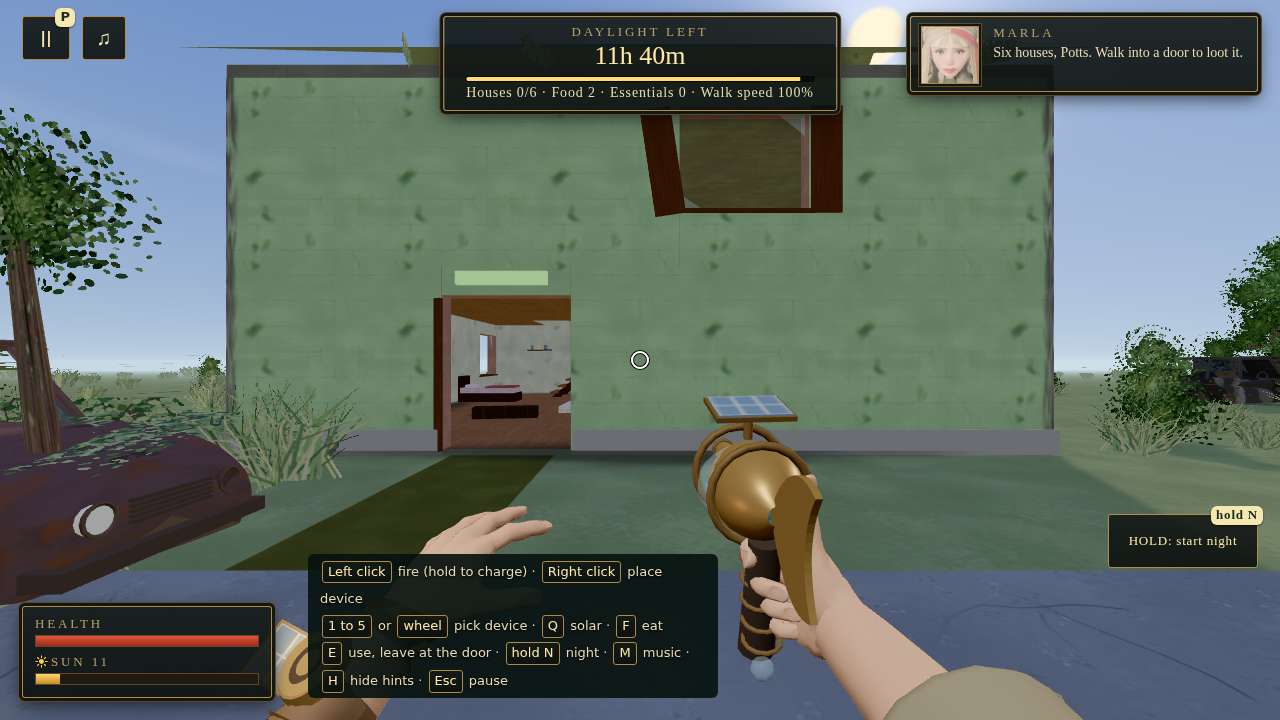 P
DAYLIGHT LEFT
11h 40m
Houses 0/6 · Food 2 · Essentials 0 · Walk speed 100%
MARLA
Six houses, Potts. Walk into a door to loot it.
hold N
HOLD: start night
Left click fire (hold to charge) · Right click place
device
1 to 5 or wheel pick device · Q solar · F eat
E use, leave at the door · hold N night · M music ·
H hide hints · Esc pause
HEALTH
SUN 11